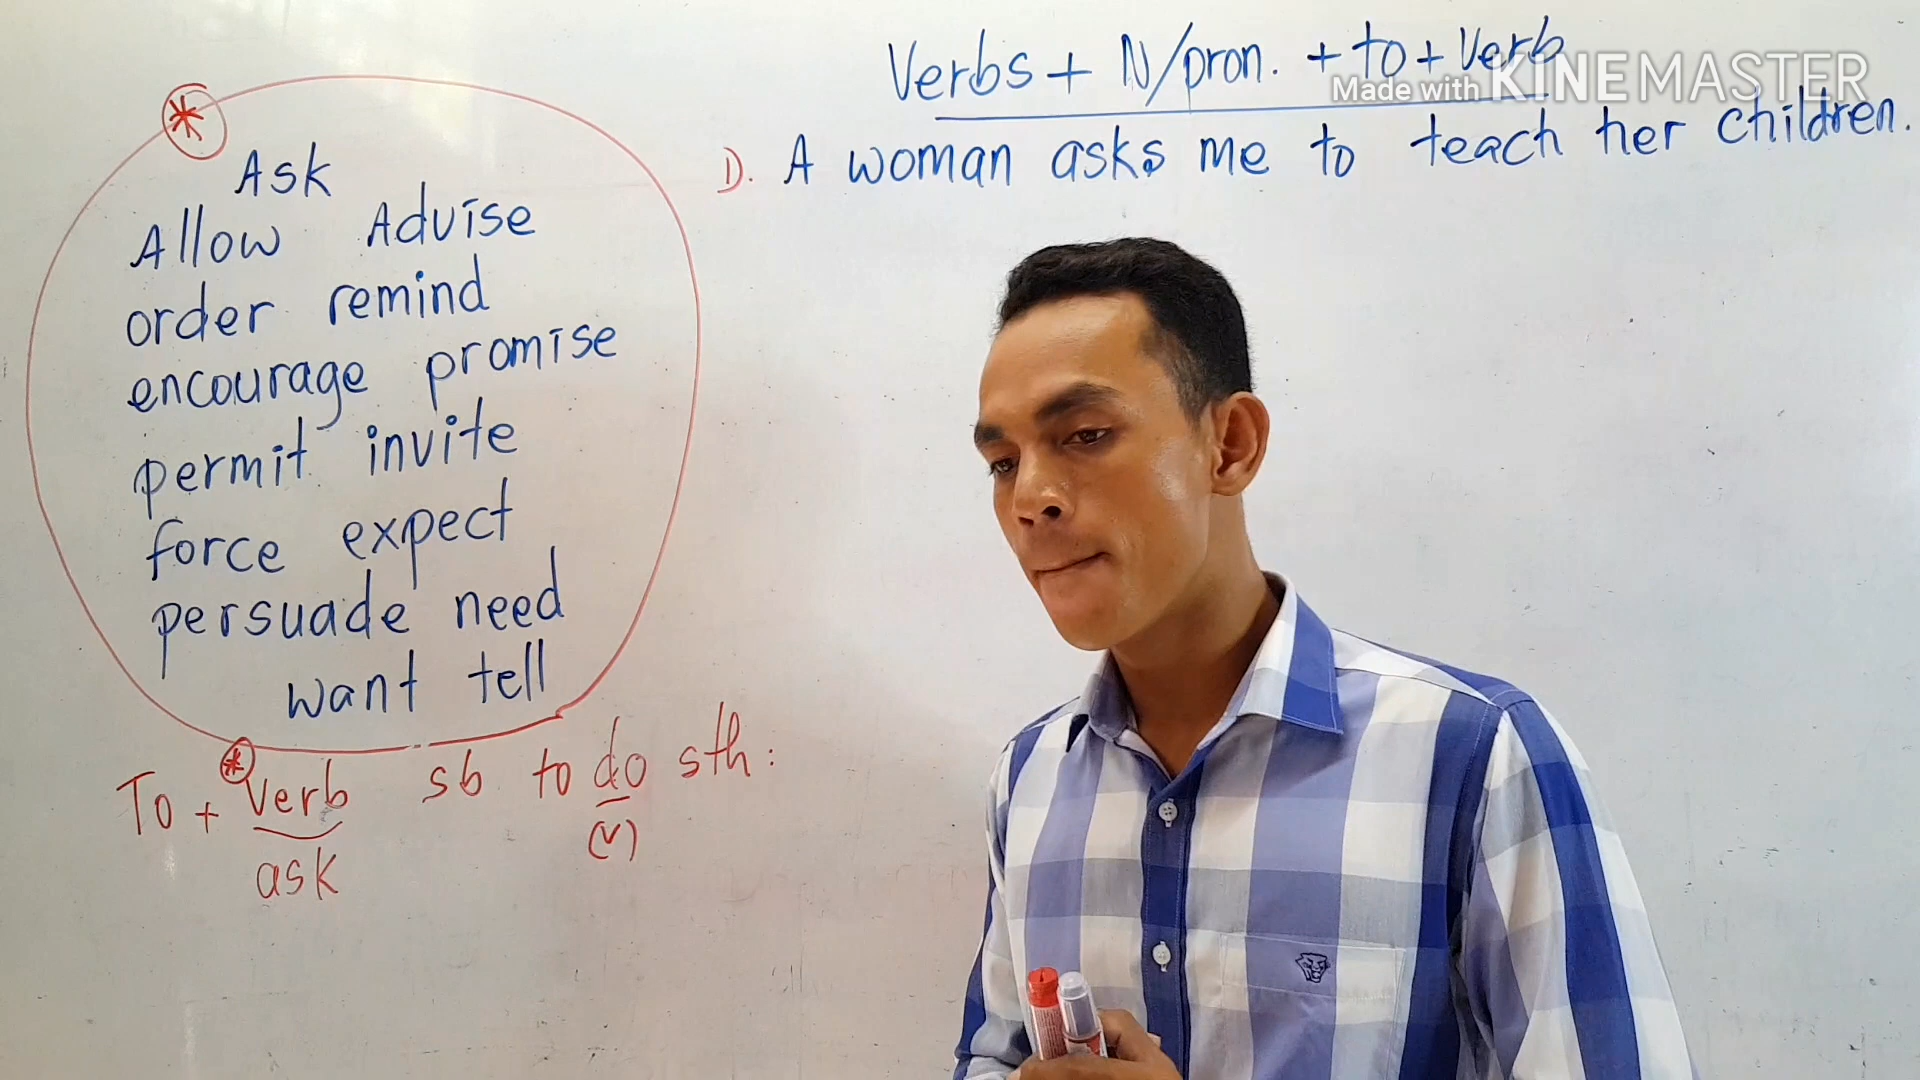 Verbs + N/pron. + to + Verb
Made with KINEMASTER
D. A woman asks me to teach her children.
*
Ask
Allow Advise
order remind
encourage promise
permit invite
force expect
persuade need
want tell
*
To + Verb sb to do sth:
(v)
ask